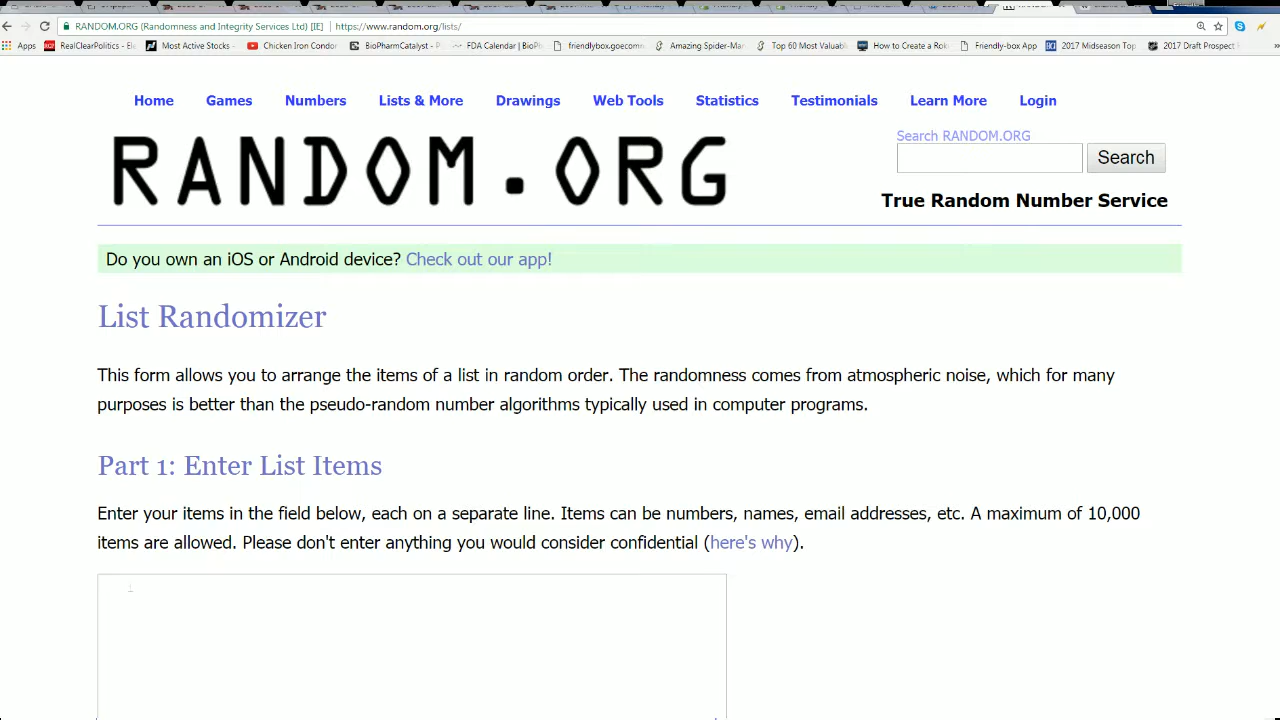 RANDOM.ORG (Randomness and Integrity Services Ltd) [IE] https://www.random.org/lists/
Apps RealClearPolitics - Ele Most Active Stocks - Chicken Iron Condor BioPharmCatalyst - P FDA Calendar | BioP friendlybox.goecomm Amazing Spider-Ma Top 60 Most Valuabl How to Create a Rok Friendly-box App 2017 Midseason Top 2017 Draft Prospect
Home Games Numbers Lists & More Drawings Web Tools Statistics Testimonials Learn More Login
RANDOM.ORG
Search RANDOM.ORG
Search
True Random Number Service
Do you own an iOS or Android device? Check out our app!
List Randomizer
This form allows you to arrange the items of a list in random order. The randomness comes from atmospheric noise, which for many
purposes is better than the pseudo-random number algorithms typically used in computer programs.
Part 1: Enter List Items
Enter your items in the field below, each on a separate line. Items can be numbers, names, email addresses, etc. A maximum of 10,000
items are allowed. Please don't enter anything you would consider confidential (here's why).